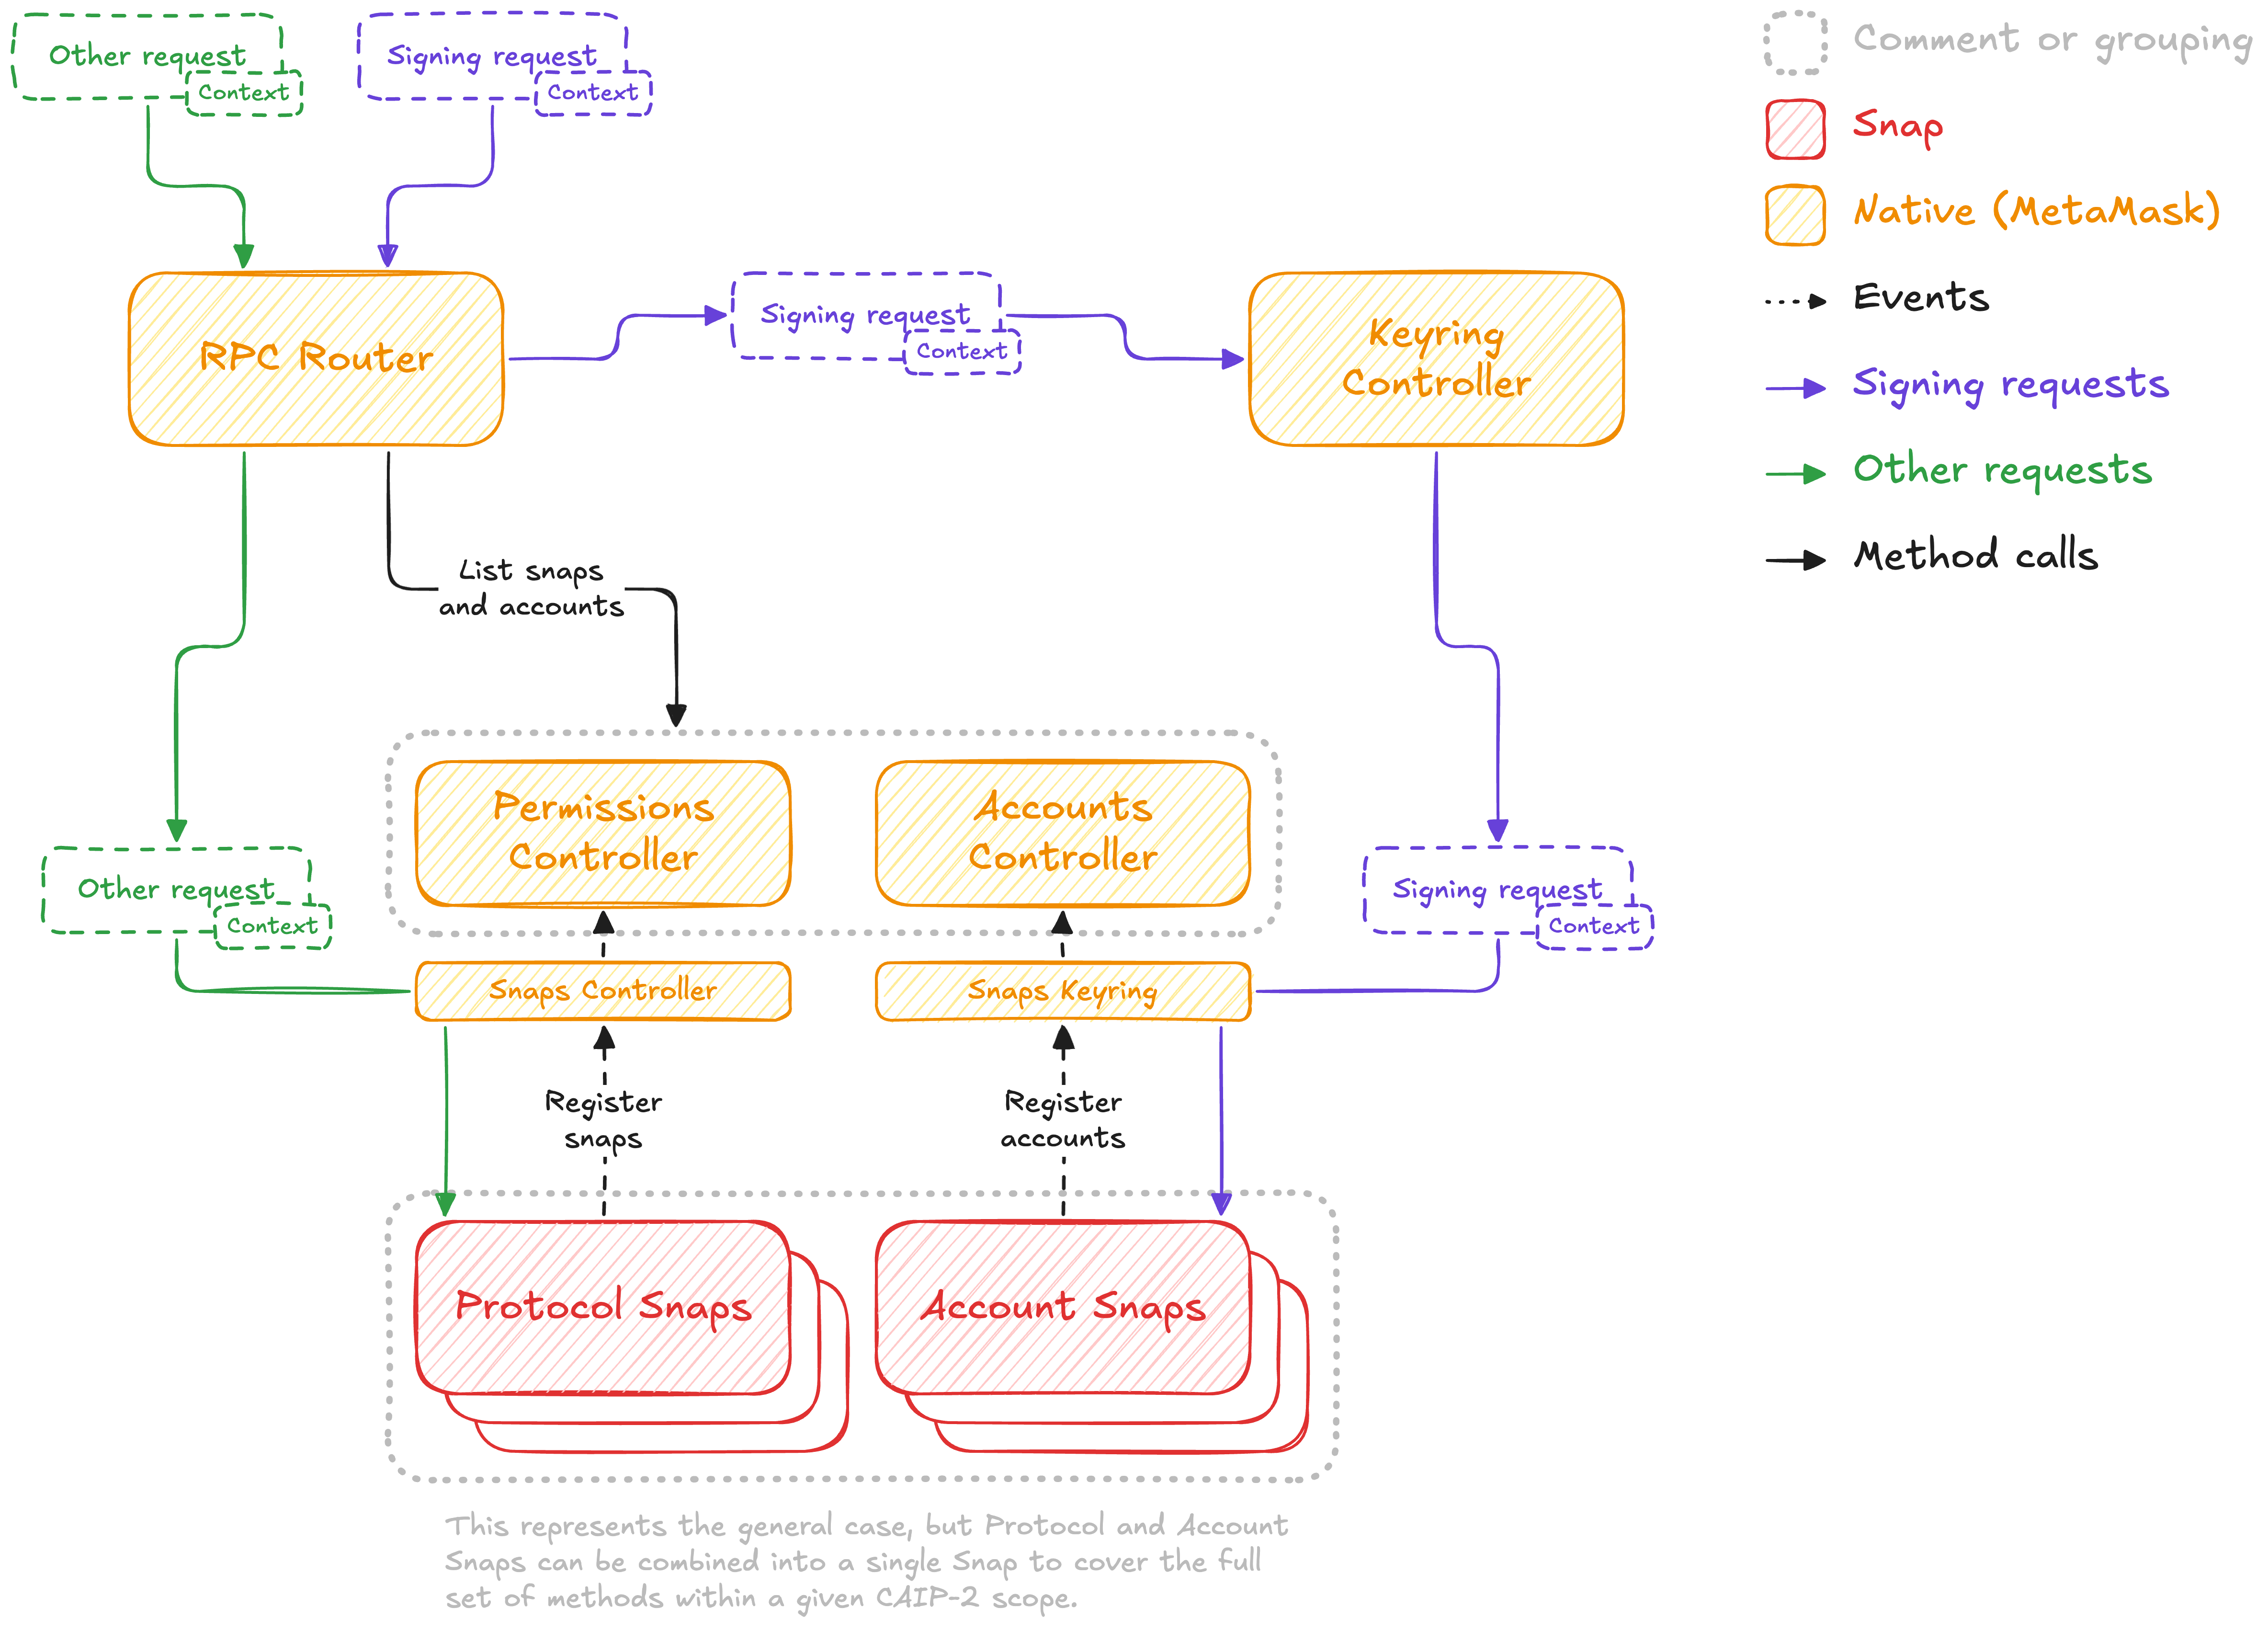 Other request
Context
Signing request
Context
Comment or grouping
Snap
Native (MetaMask)
Events
Signing requests
Other requests
Method calls
RPC Router
Signing request
Context
Keyring
Controller
List snaps
and accounts
Permissions
Controller
Accounts
Controller
Other request
Context
Signing request
Context
Snaps Controller
Snaps Keyring
Register
snaps
Register
accounts
Protocol Snaps
Account Snaps
This represents the general case, but Protocol and Account
Snaps can be combined into a single Snap to cover the full
set of methods within a given CAIP-2 scope.